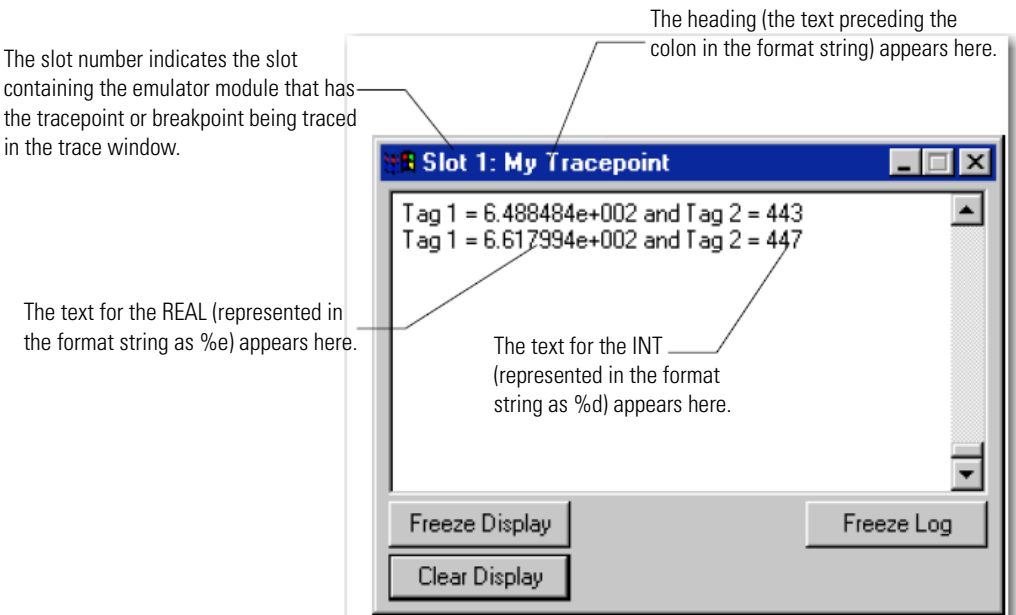 The heading (the text preceding the
colon in the format string) appears here.
The slot number indicates the slot
containing the emulator module that has
the tracepoint or breakpoint being traced
in the trace window.
Slot 1: My Tracepoint
Tag 1 = 6.488484e+002 and Tag 2 = 443
Tag 1 = 6.617994e+002 and Tag 2 = 447
The text for the REAL (represented in
the format string as %e) appears here.
The text for the INT
(represented in the format
string as %d) appears here.
Freeze Display
Freeze Log
Clear Display